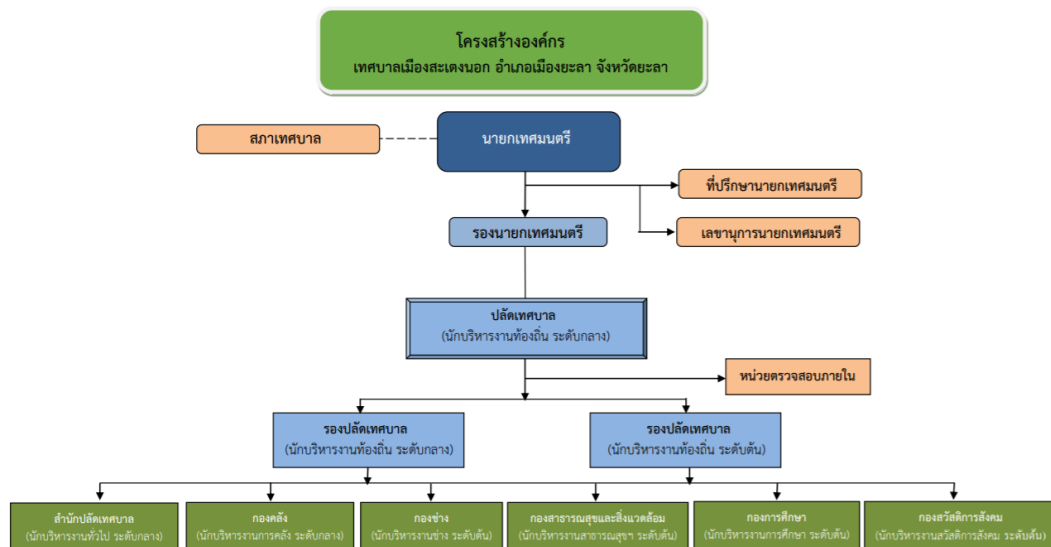 โครงสร้างองค์กร
เทศบาลเมืองสะเตงนอก อำเภอเมืองยะลา จังหวัดยะลา
สภาเทศบาล
นายกเทศมนตรี
ที่ปรึกษานายกเทศมนตรี
รองนายกเทศมนตรี
เลขานุการนายกเทศมนตรี
ปลัดเทศบาล
(นักบริหารงานท้องถิ่น ระดับกลาง)
หน่วยตรวจสอบภายใน
รองปลัดเทศบาล
(นักบริหารงานท้องถิ่น ระดับกลาง)
รองปลัดเทศบาล
(นักบริหารงานท้องถิ่น ระดับต้น)
สำนักปลัดเทศบาล
(นักบริหารงานทั่วไป ระดับกลาง)
กองคลัง
(นักบริหารงานการคลัง ระดับกลาง)
กองช่าง
(นักบริหารงานช่าง ระดับต้น)
กองสาธารณสุขและสิ่งแวดล้อม
(นักบริหารงานสาธารณสุขฯ ระดับต้น)
กองการศึกษา
(นักบริหารงานการศึกษา ระดับต้น)
กองสวัสดิการสังคม
(นักบริหารงานสวัสดิการสังคม ระดับต้น)